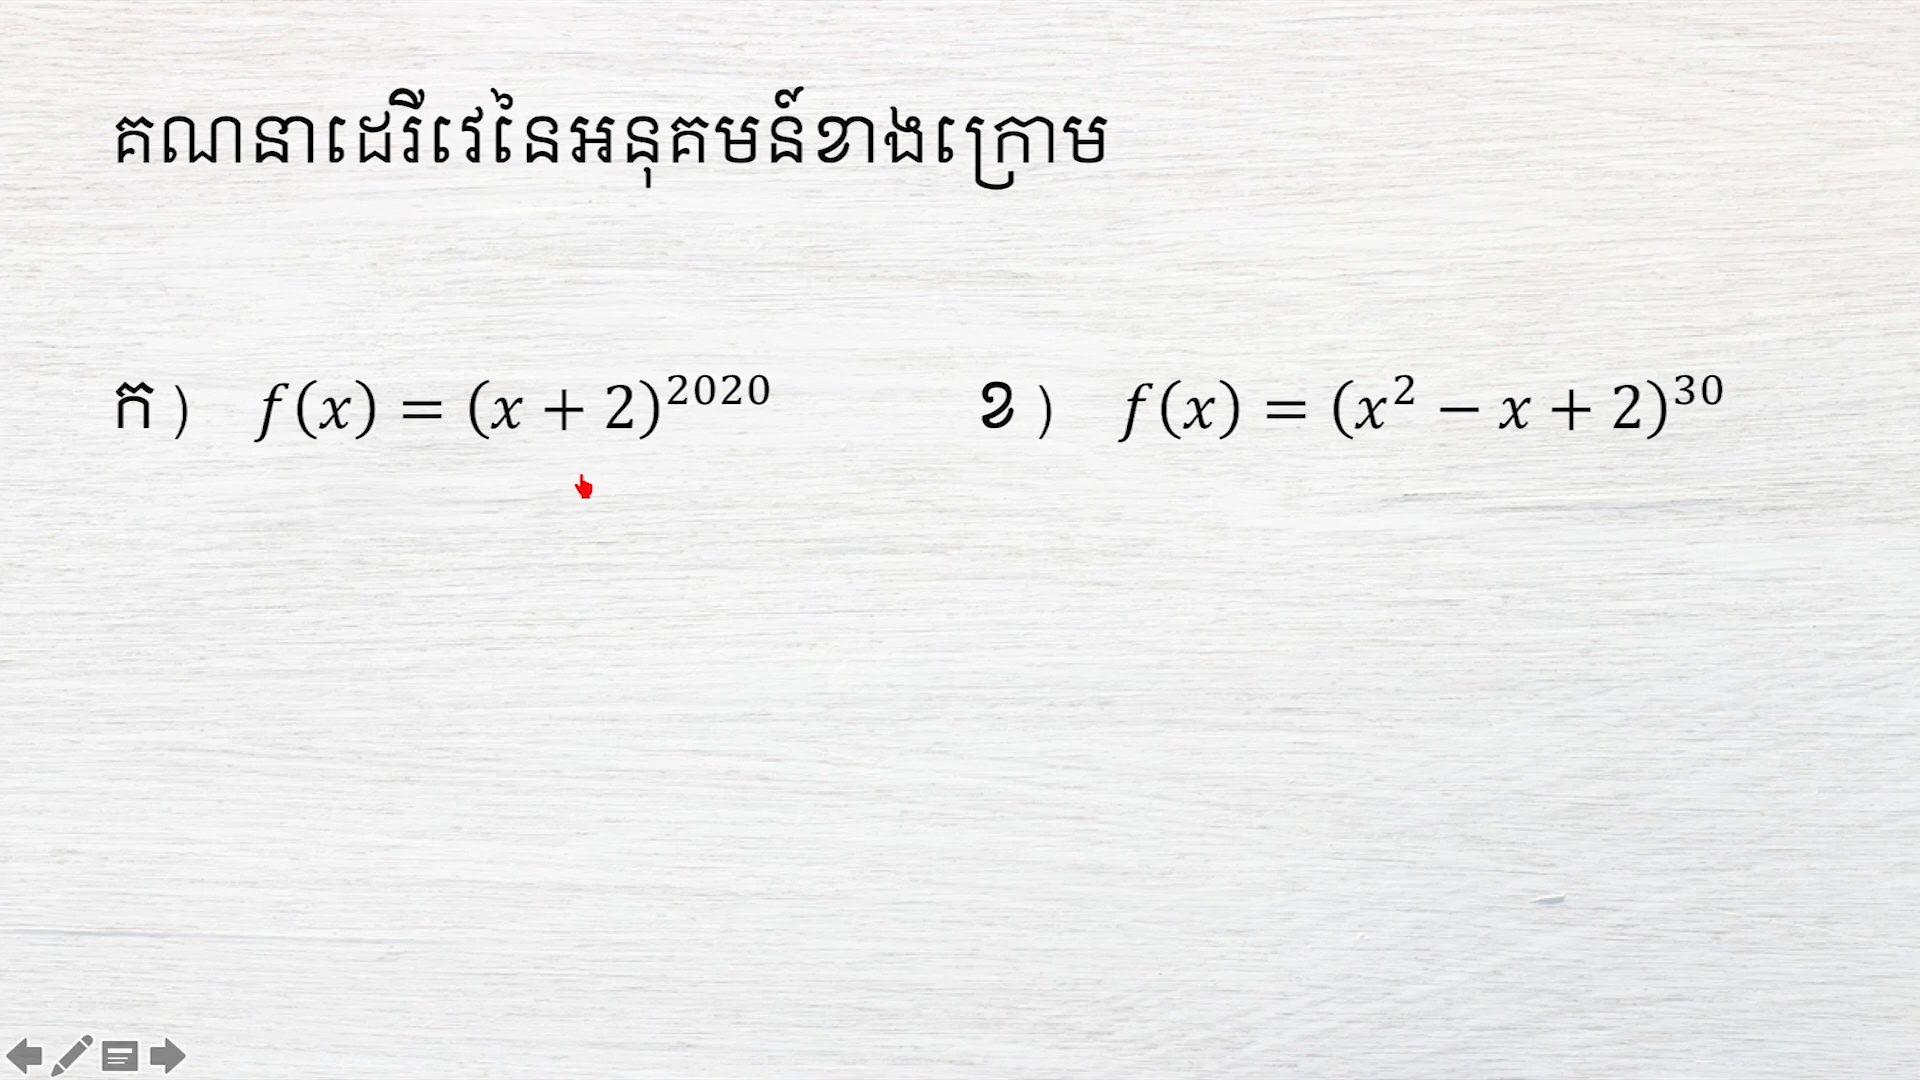 គណនាដេរីវេនៃអនុគមន៍ខាងក្រោម
ក ) f(x) = (x + 2)²⁰²⁰ ខ ) f(x) = (x² − x + 2)³⁰